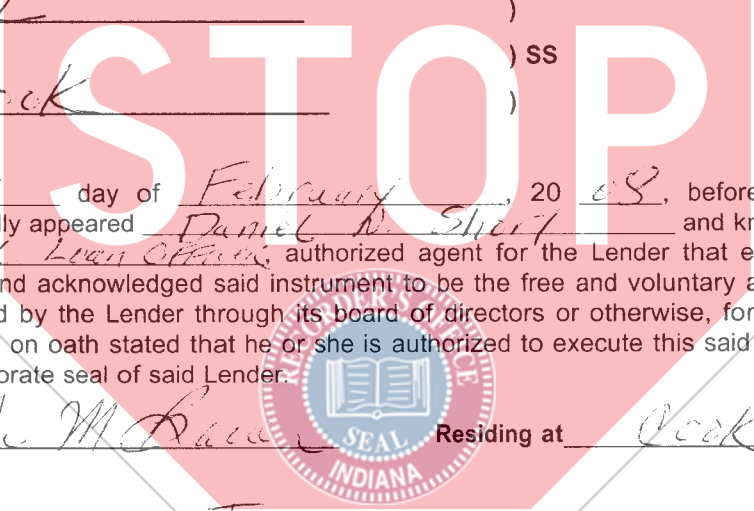 STOP
) SS
ook
)
day of February, 20 08, before
lly appeared Daniel N. and kn
Loan Officer, authorized agent for the Lender that e
nd acknowledged said instrument to be the free and voluntary a
d by the Lender through its board of directors or otherwise, for
on oath stated that he or she is authorized to execute this said
orate seal of said Lender.
M Residing at Cook
RECORDER'S OFFICE
SEAL
INDIANA